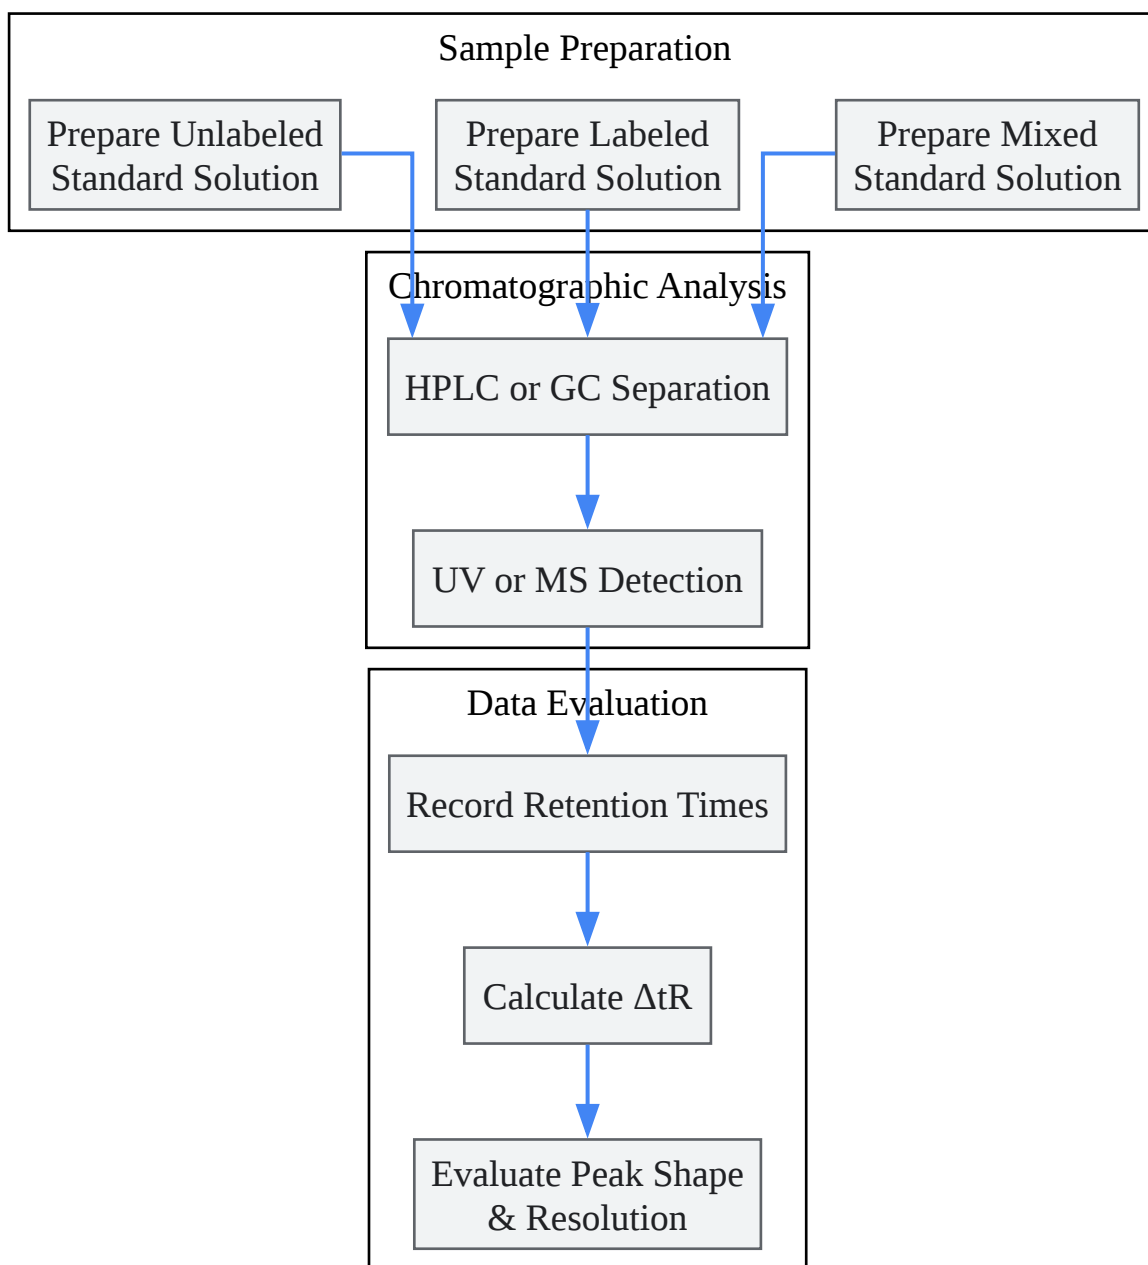 Sample Preparation
Prepare Unlabeled
Standard Solution
Prepare Labeled
Standard Solution
Prepare Mixed
Standard Solution
Chromatographic Analysis
HPLC or GC Separation
UV or MS Detection
Data Evaluation
Record Retention Times
Calculate ΔtR
Evaluate Peak Shape
& Resolution